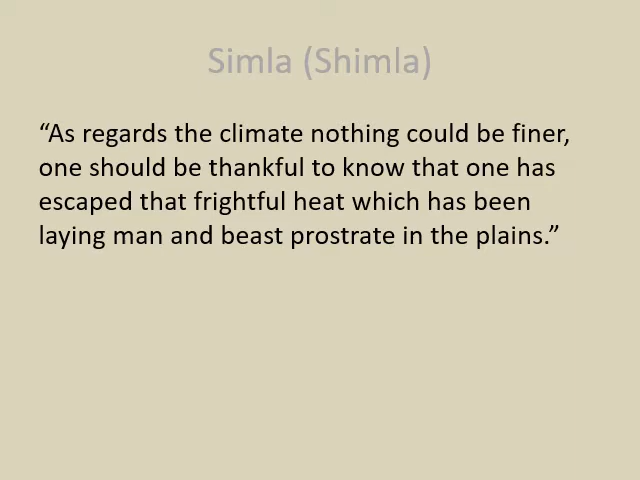 Simla (Shimla)
“As regards the climate nothing could be finer,
one should be thankful to know that one has
escaped that frightful heat which has been
laying man and beast prostrate in the plains.”